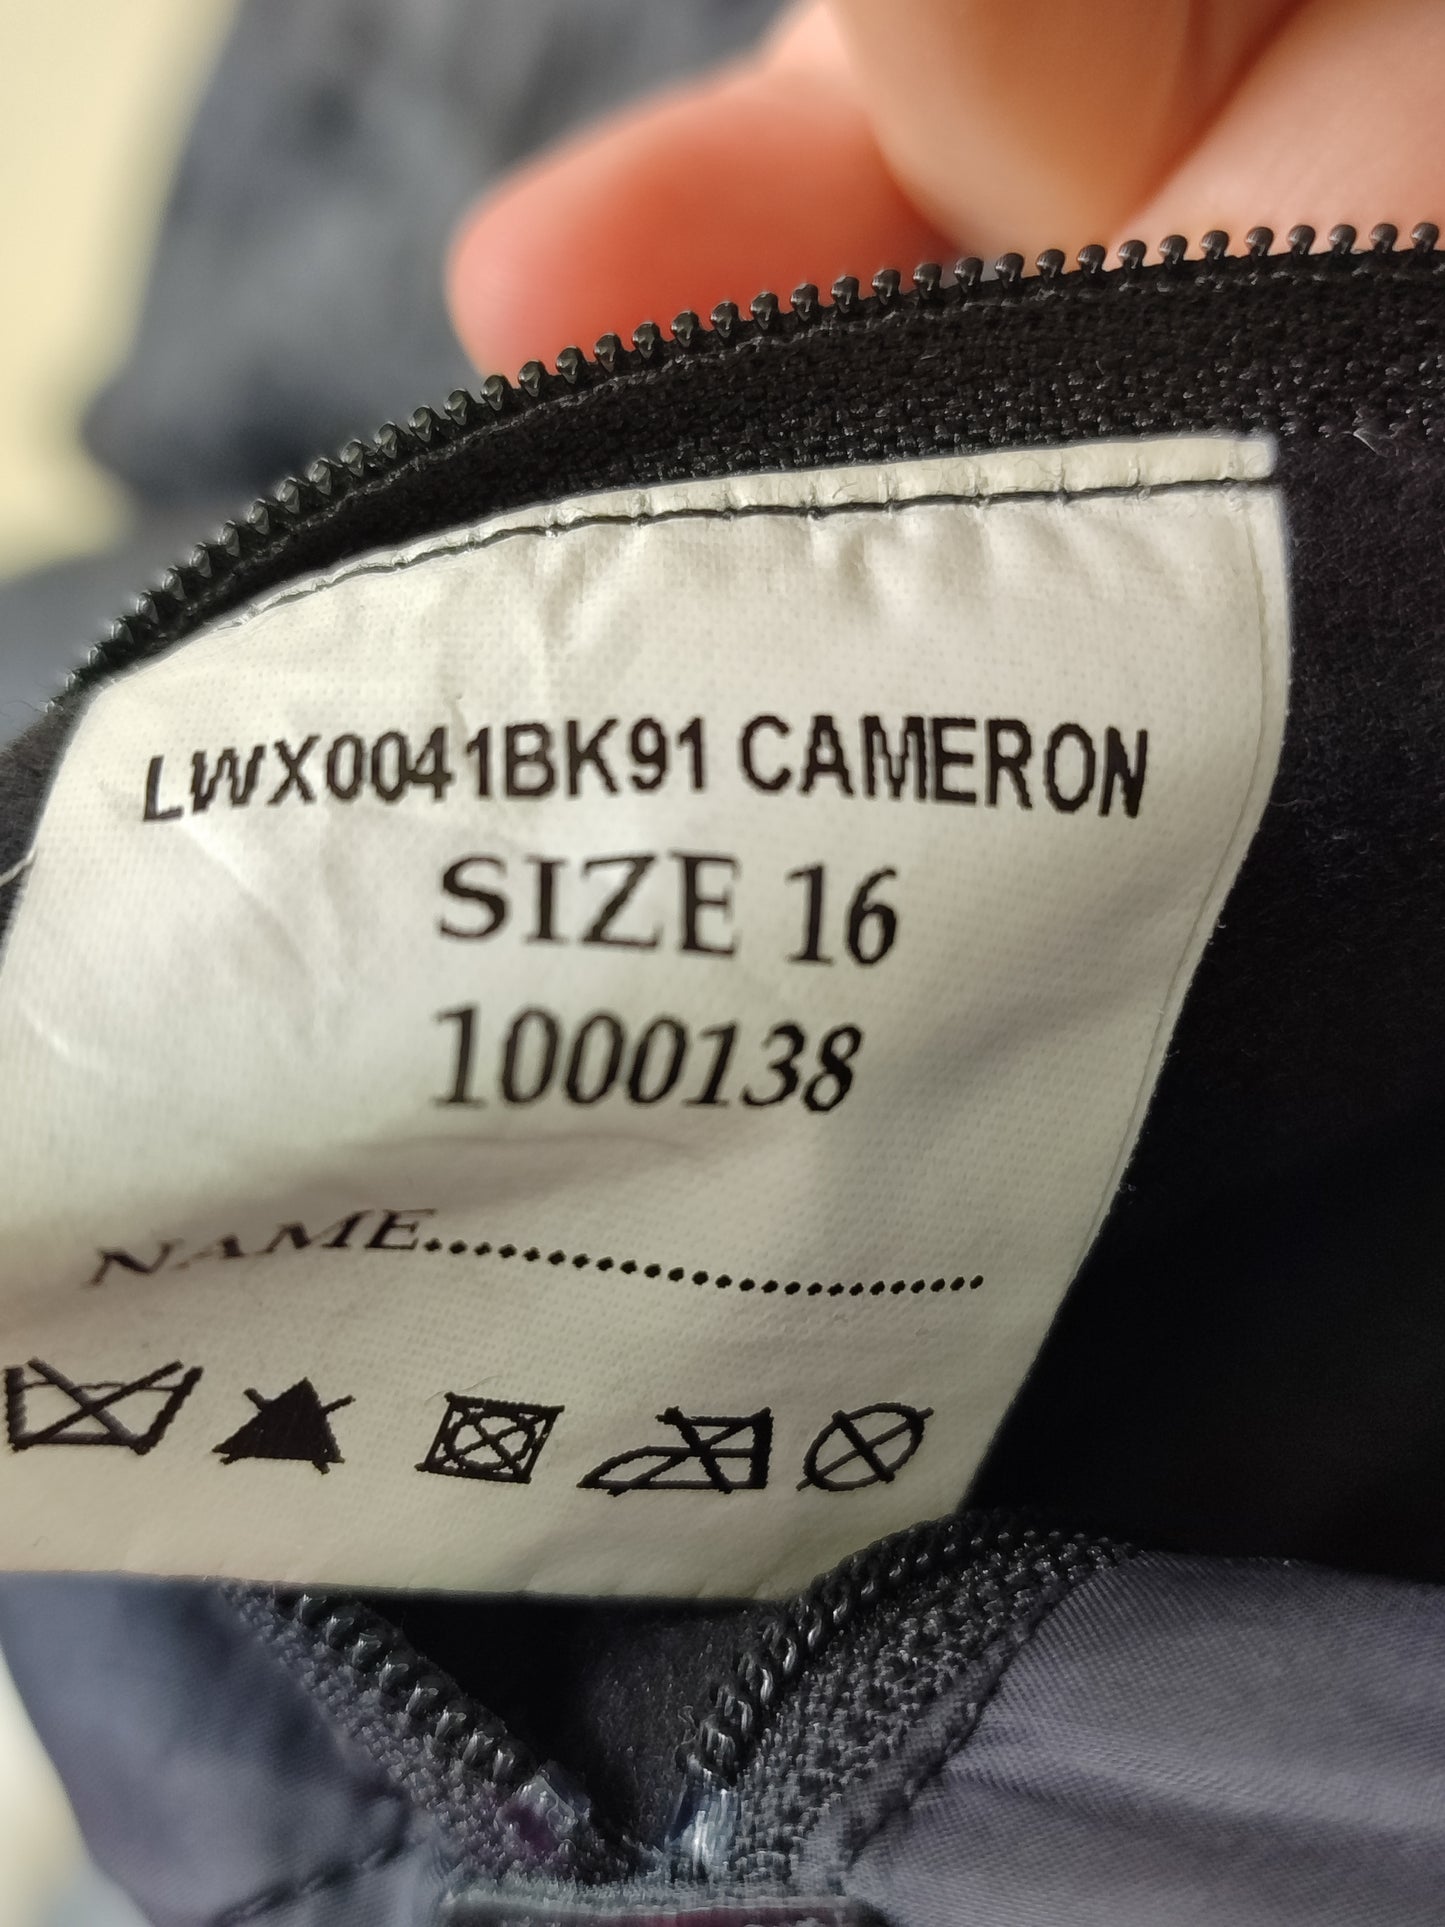 LWX0041BK91 CAMERON
SIZE 16
1000138
NAME........................